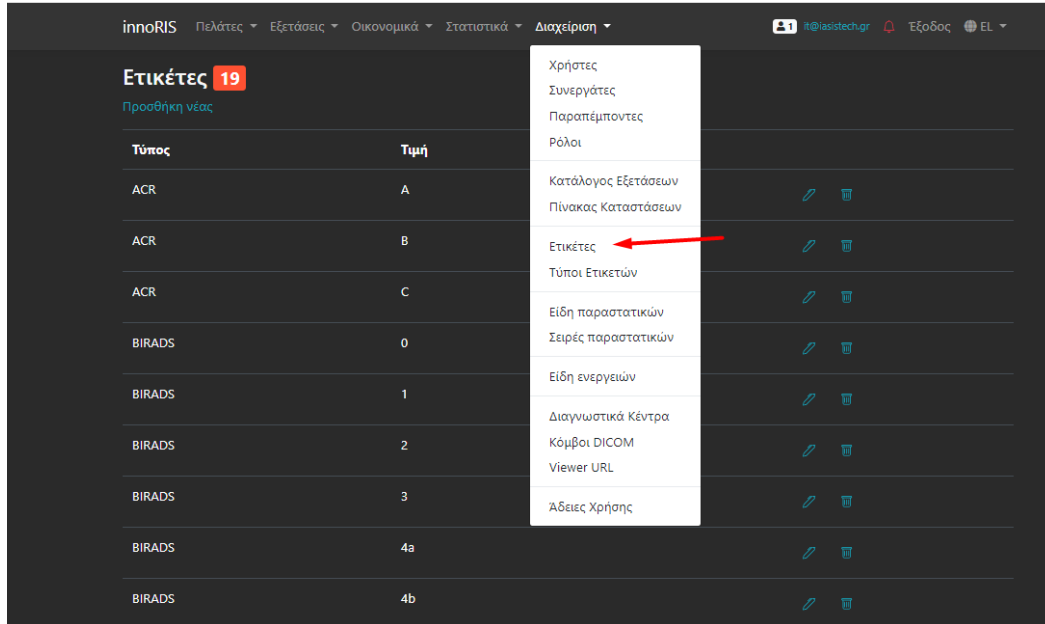 innoRIS Πελάτες Εξετάσεις Οικονομικά Στατιστικά Διαχείριση 1 it@iasistech.gr Έξοδος EL
Ετικέτες 19
Προσθήκη νέας
Χρήστες
Συνεργάτες
Παραπέμποντες
Ρόλοι
Κατάλογος Εξετάσεων
Πίνακας Καταστάσεων
Ετικέτες
Τύποι Ετικετών
Είδη παραστατικών
Σειρές παραστατικών
Είδη ενεργειών
Διαγνωστικά Κέντρα
Κόμβοι DICOM
Viewer URL
Άδειες Χρήσης
Τύπος Τιμή
ACR A
ACR B
ACR C
BIRADS 0
BIRADS 1
BIRADS 2
BIRADS 3
BIRADS 4a
BIRADS 4b